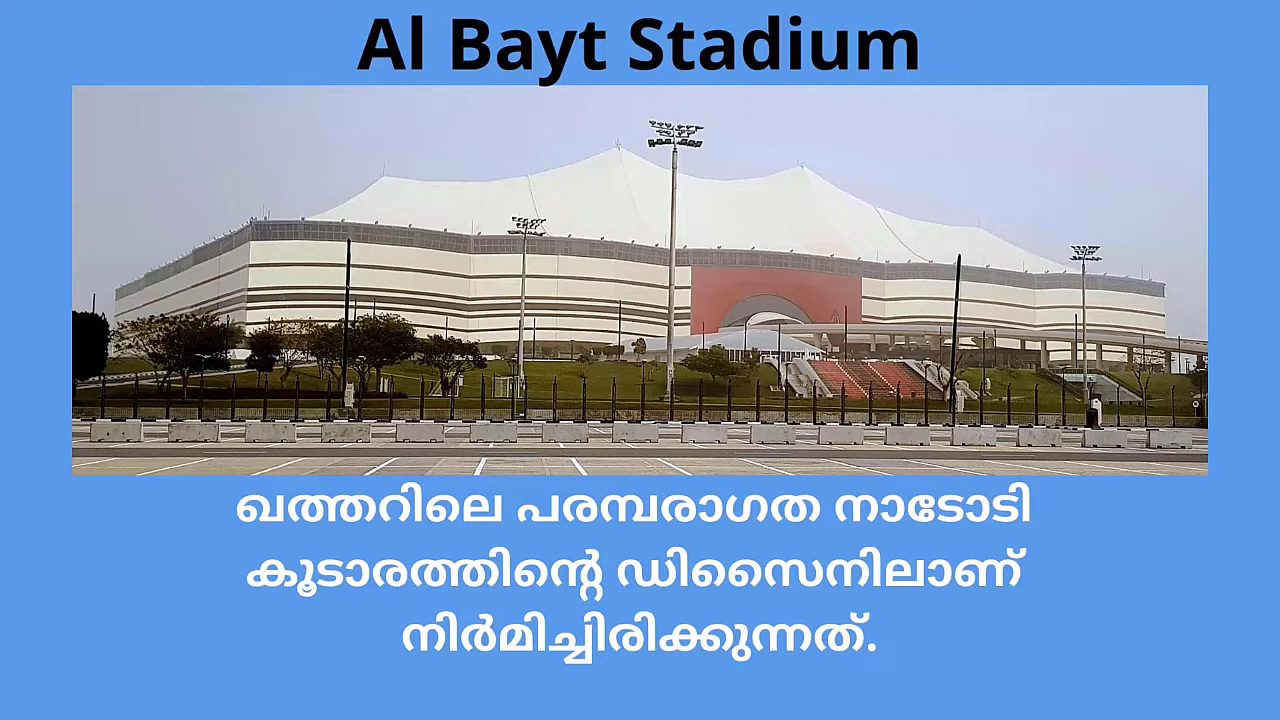 Al Bayt Stadium
ഖത്തറിലെ പരമ്പരാഗത നാടോടി
കൂടാരത്തിന്റെ ഡിസൈനിലാണ്
നിർമിച്ചിരിക്കുന്നത്.